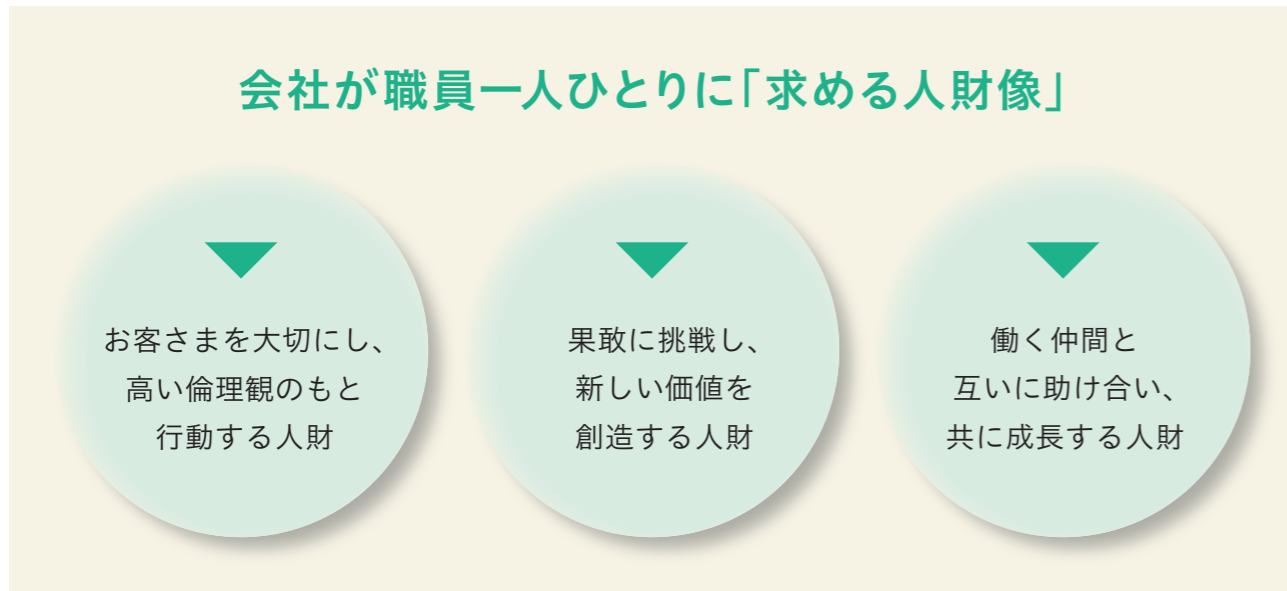 会社が職員一人ひとりに「求める人財像」
お客さまを大切にし、
高い倫理観のもと
行動する人財
果敢に挑戦し、
新しい価値を
創造する人財
働く仲間と
互いに助け合い、
共に成長する人財